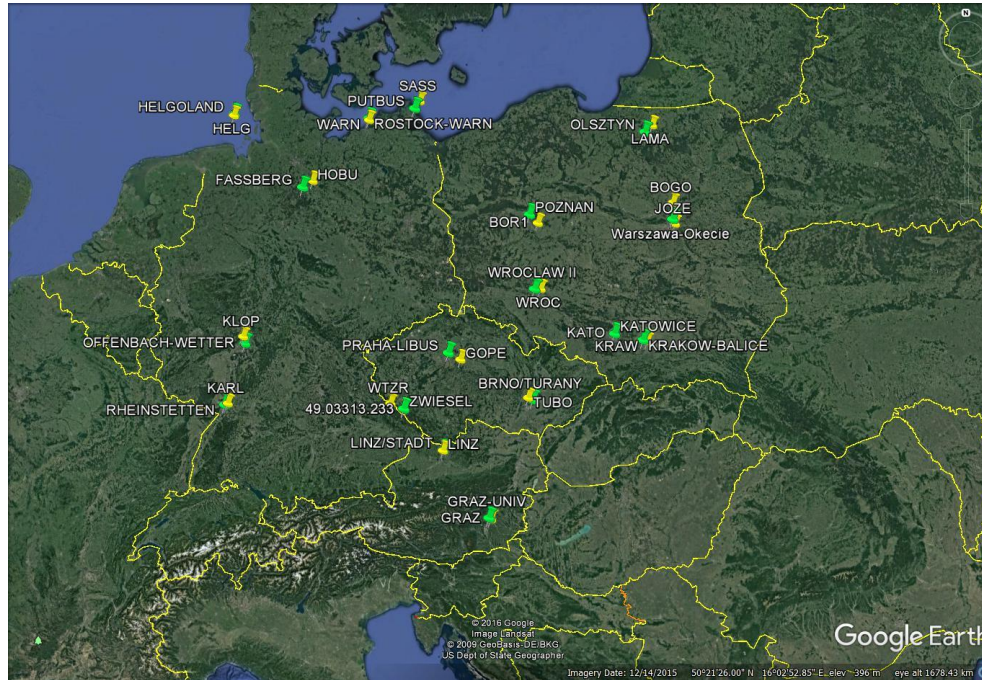 N
SASS
HELGOLAND
PUTBUS
HELG
WARN
ROSTOCK-WARN
OLSZTYN
LAMA
FASSBERG
HOBU
BOGO
JOZE
BOR1
POZNAN
Warszawa-Okecie
WROCLAW II
WROC
KLOP
OFFENBACH-WETTER
KATO
KATOWICE
KRAW
KRAKOW-BALICE
PRAHA-LIBUS
GOPE
KARL
RHEINSTETTEN
WTZR
ZWIESEL
49.03313.233
BRNO/TURANY
TUBO
LINZ/STADT
LINZ
GRAZ-UNIV
GRAZ
© 2016 Google
Image Landsat
© 2009 GeoBasis-DE/BKG
US Dept of State Geographer
Google Earth
Imagery Date: 12/14/2015 50°21'26.00" N 16°02'52.85" E elev 396 m eye alt 1678.43 km